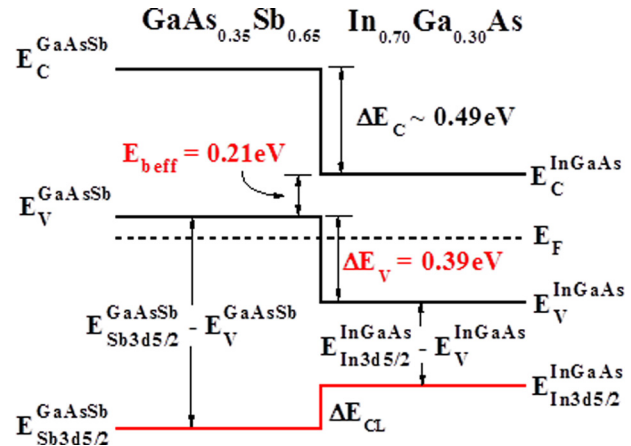 GaAs0.35Sb0.65 In0.70Ga0.30As
EC GaAsSb
ΔEC ~ 0.49eV
Eb eff = 0.21eV
EC InGaAs
EV GaAsSb
EF
ΔEV = 0.39eV
EV InGaAs
ESb3d5/2 GaAsSb - EV GaAsSb
EIn3d5/2 InGaAs - EV InGaAs
EIn3d5/2 InGaAs
ΔECL
ESb3d5/2 GaAsSb